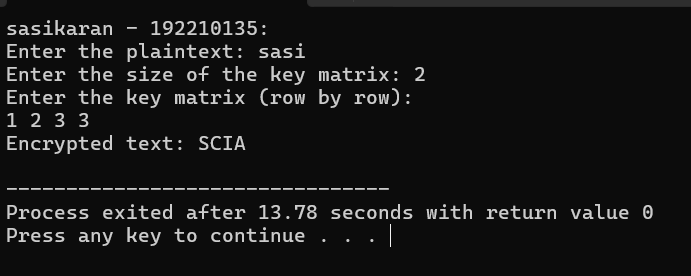 sasikaran - 192210135:
Enter the plaintext: sasi
Enter the size of the key matrix: 2
Enter the key matrix (row by row):
1 2 3 3
Encrypted text: SCIA
--------------------------------
Process exited after 13.78 seconds with return value 0
Press any key to continue . . .